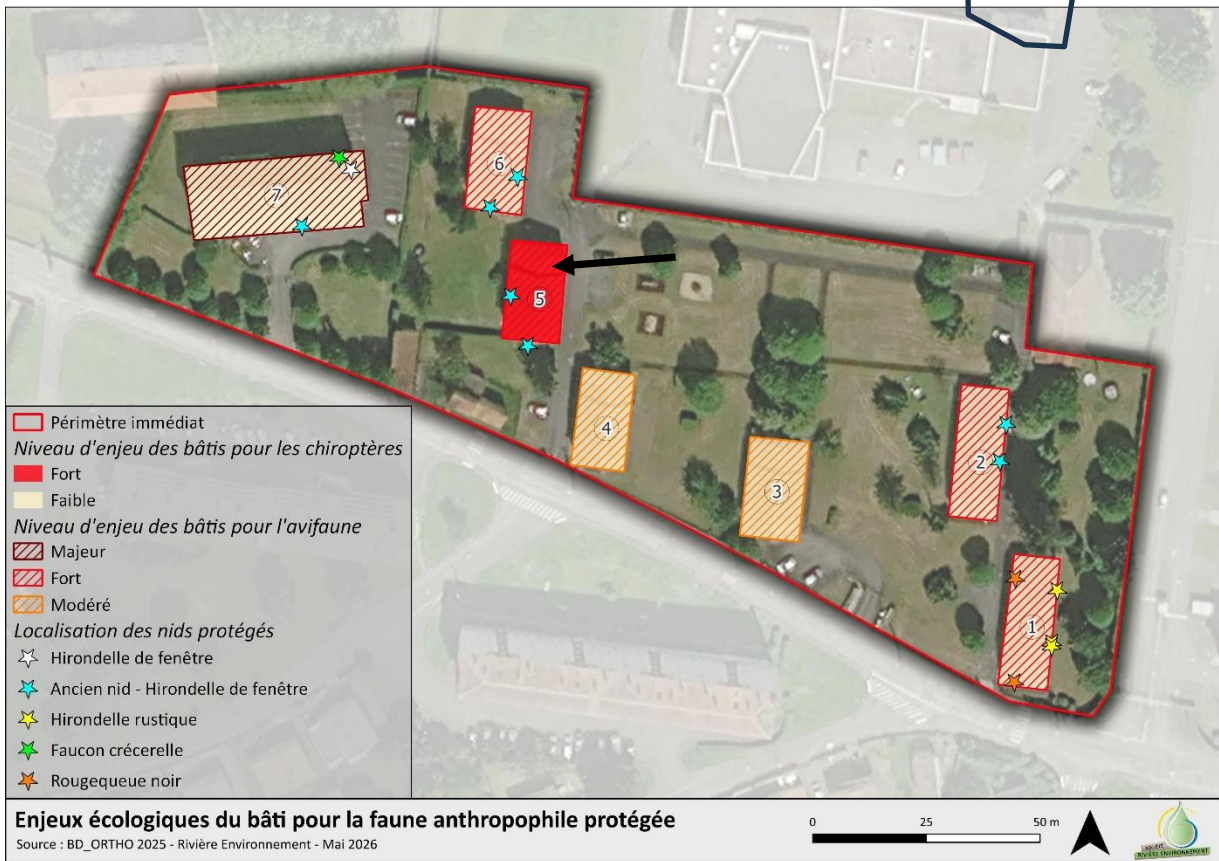 6
7
5
4
3
2
1
Périmètre immédiat
Niveau d'enjeu des bâtis pour les chiroptères
Fort
Faible
Niveau d'enjeu des bâtis pour l'avifaune
Majeur
Fort
Modéré
Localisation des nids protégés
Hirondelle de fenêtre
Ancien nid - Hirondelle de fenêtre
Hirondelle rustique
Faucon crécerelle
Rougequeue noir
Enjeux écologiques du bâti pour la faune anthropophile protégée
Source : BD_ORTHO 2025 - Rivière Environnement - Mai 2026
0 25 50 m
RIVIÈRE ENVIRONNEMENT